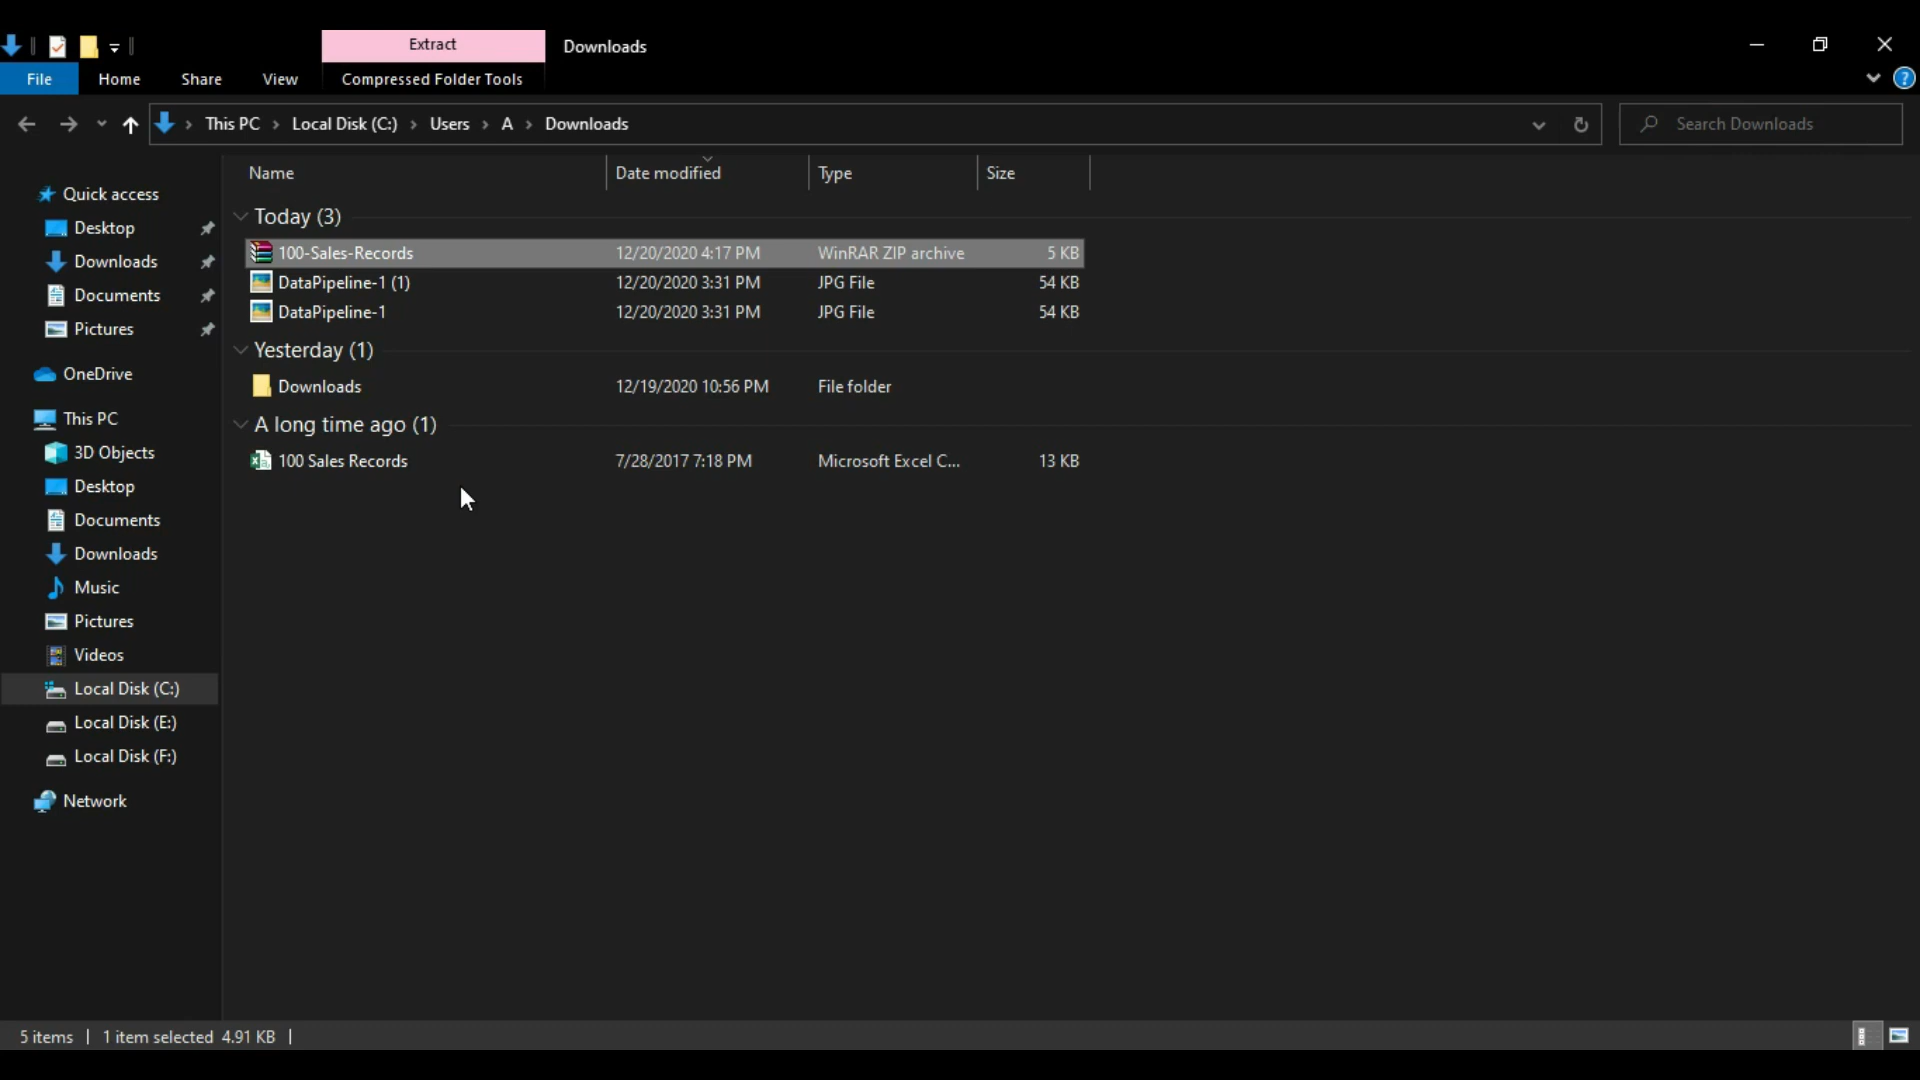 Extract Downloads
File Home Share View Compressed Folder Tools
This PC Local Disk (C:) Users A Downloads Search Downloads
Quick access
Desktop
Downloads
Documents
Pictures
OneDrive
This PC
3D Objects
Desktop
Documents
Downloads
Music
Pictures
Videos
Local Disk (C:)
Local Disk (E:)
Local Disk (F:)
Network
Name Date modified Type Size
Today (3)
100-Sales-Records 12/20/2020 4:17 PM WinRAR ZIP archive 5 KB
DataPipeline-1 (1) 12/20/2020 3:31 PM JPG File 54 KB
DataPipeline-1 12/20/2020 3:31 PM JPG File 54 KB
Yesterday (1)
Downloads 12/19/2020 10:56 PM File folder
A long time ago (1)
100 Sales Records 7/28/2017 7:18 PM Microsoft Excel C... 13 KB
5 items 1 item selected 4.91 KB